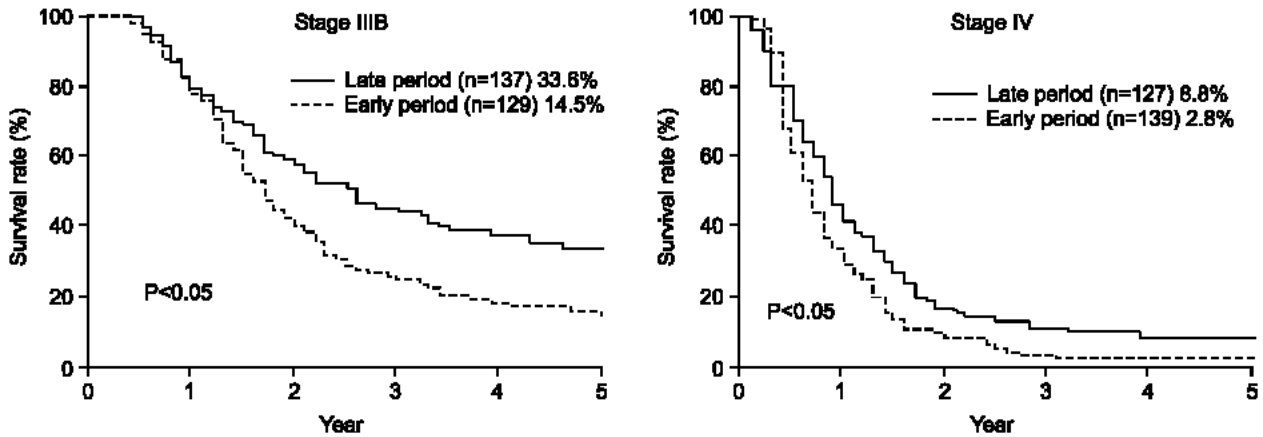 Stage IIIB
Late period (n=137) 33.6%
Early period (n=129) 14.5%
P<0.05
Survival rate (%)
100
80
60
40
20
0
0 1 2 3 4 5
Year
Stage IV
Late period (n=127) 8.8%
Early period (n=139) 2.8%
P<0.05
Survival rate (%)
100
80
60
40
20
0
0 1 2 3 4 5
Year